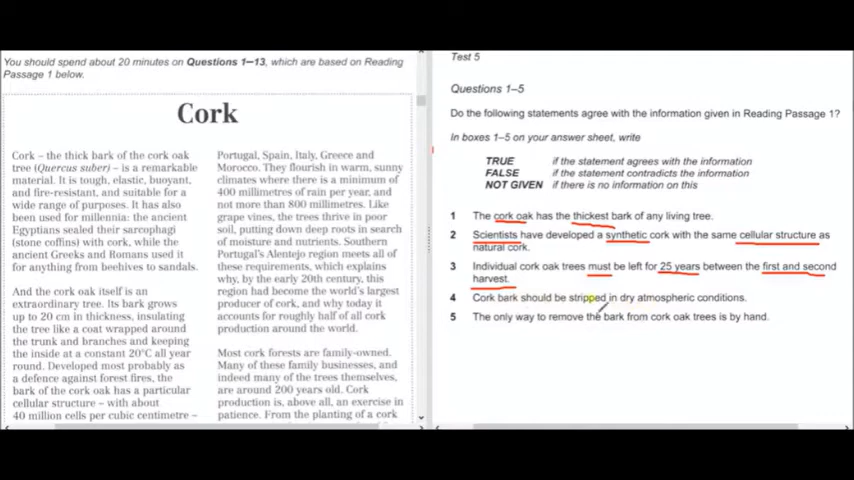 You should spend about 20 minutes on Questions 1–13, which are based on Reading
Passage 1 below.
Cork
Cork – the thick bark of the cork oak
tree (Quercus suber) – is a remarkable
material. It is tough, elastic, buoyant,
and fire-resistant, and suitable for a
wide range of purposes. It has also
been used for millennia: the ancient
Egyptians sealed their sarcophagi
(stone coffins) with cork, while the
ancient Greeks and Romans used it
for anything from beehives to sandals.
And the cork oak itself is an
extraordinary tree. Its bark grows
up to 20 cm in thickness, insulating
the tree like a coat wrapped around
the trunk and branches and keeping
the inside at a constant 20°C all year
round. Developed most probably as
a defence against forest fires, the
bark of the cork oak has a particular
cellular structure – with about
40 million cells per cubic centimetre –
Portugal, Spain, Italy, Greece and
Morocco. They flourish in warm, sunny
climates where there is a minimum of
400 millimetres of rain per year, and
not more than 800 millimetres. Like
grape vines, the trees thrive in poor
soil, putting down deep roots in search
of moisture and nutrients. Southern
Portugal's Alentejo region meets all of
these requirements, which explains
why, by the early 20th century, this
region had become the world's largest
producer of cork, and why today it
accounts for roughly half of all cork
production around the world.
Most cork forests are family-owned.
Many of these family businesses, and
indeed many of the trees themselves,
are around 200 years old. Cork
production is, above all, an exercise in
patience. From the planting of a cork
Test 5
Questions 1–5
Do the following statements agree with the information given in Reading Passage 1?
In boxes 1–5 on your answer sheet, write
TRUE if the statement agrees with the information
FALSE if the statement contradicts the information
NOT GIVEN if there is no information on this
1 The cork oak has the thickest bark of any living tree.
2 Scientists have developed a synthetic cork with the same cellular structure as
natural cork.
3 Individual cork oak trees must be left for 25 years between the first and second
harvest.
4 Cork bark should be stripped in dry atmospheric conditions.
5 The only way to remove the bark from cork oak trees is by hand.